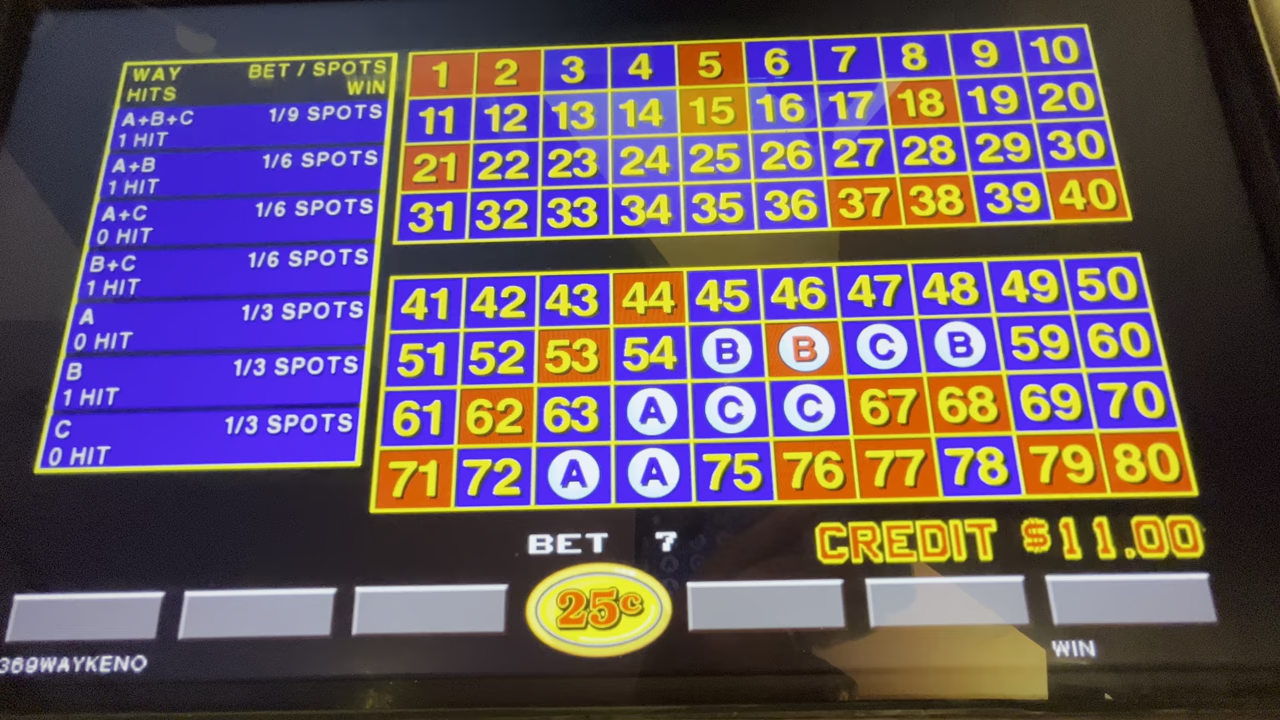 WAY BET / SPOTS
HITS WIN
A+B+C 1/9 SPOTS
1 HIT
A+B 1/6 SPOTS
1 HIT
A+C 1/6 SPOTS
0 HIT
B+C 1/6 SPOTS
1 HIT
A 1/3 SPOTS
0 HIT
B 1/3 SPOTS
1 HIT
C 1/3 SPOTS
0 HIT
1 2 3 4 5 6 7 8 9 10
11 12 13 14 15 16 17 18 19 20
21 22 23 24 25 26 27 28 29 30
31 32 33 34 35 36 37 38 39 40
41 42 43 44 45 46 47 48 49 50
51 52 53 54 B B C B 59 60
61 62 63 A C C 67 68 69 70
71 72 A A 75 76 77 78 79 80
BET 7 CREDIT $11.00
25¢
369WAYKENO WIN